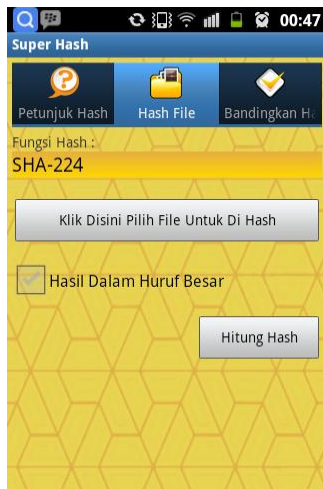 00:47
Super Hash
Petunjuk Hash
Hash File
Bandingkan Ha
Fungsi Hash :
SHA-224
Klik Disini Pilih File Untuk Di Hash
Hasil Dalam Huruf Besar
Hitung Hash